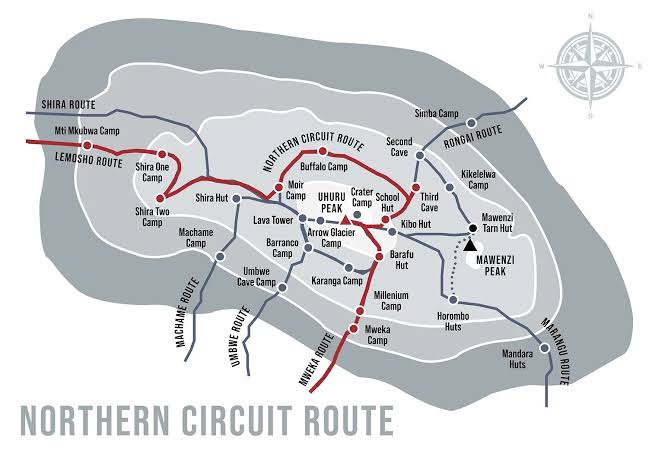 N
W
E
S
SHIRA ROUTE
Mti Mkubwa Camp
LEMOSHO ROUTE
Shira One
Camp
Shira Two
Camp
NORTHERN CIRCUIT ROUTE
Buffalo Camp
Simba Camp
RONGAI ROUTE
Second
Cave
Kikelelwa
Camp
Third
Cave
Moir
Camp
Shira Hut
Lava Tower
UHURU
PEAK
Crater
Camp
School
Hut
Arrow Glacier
Camp
Kibo Hut
Mawenzi
Tarn Hut
MAWENZI
PEAK
Machame
Camp
Barranco
Camp
Barafu
Hut
Umbwe
Cave Camp
Karanga Camp
Millenium
Camp
Mweka
Camp
Horombo
Huts
Mandara
Huts
MACHAME ROUTE
UMBWE ROUTE
MWEKA ROUTE
MARANGU ROUTE
NORTHERN CIRCUIT ROUTE